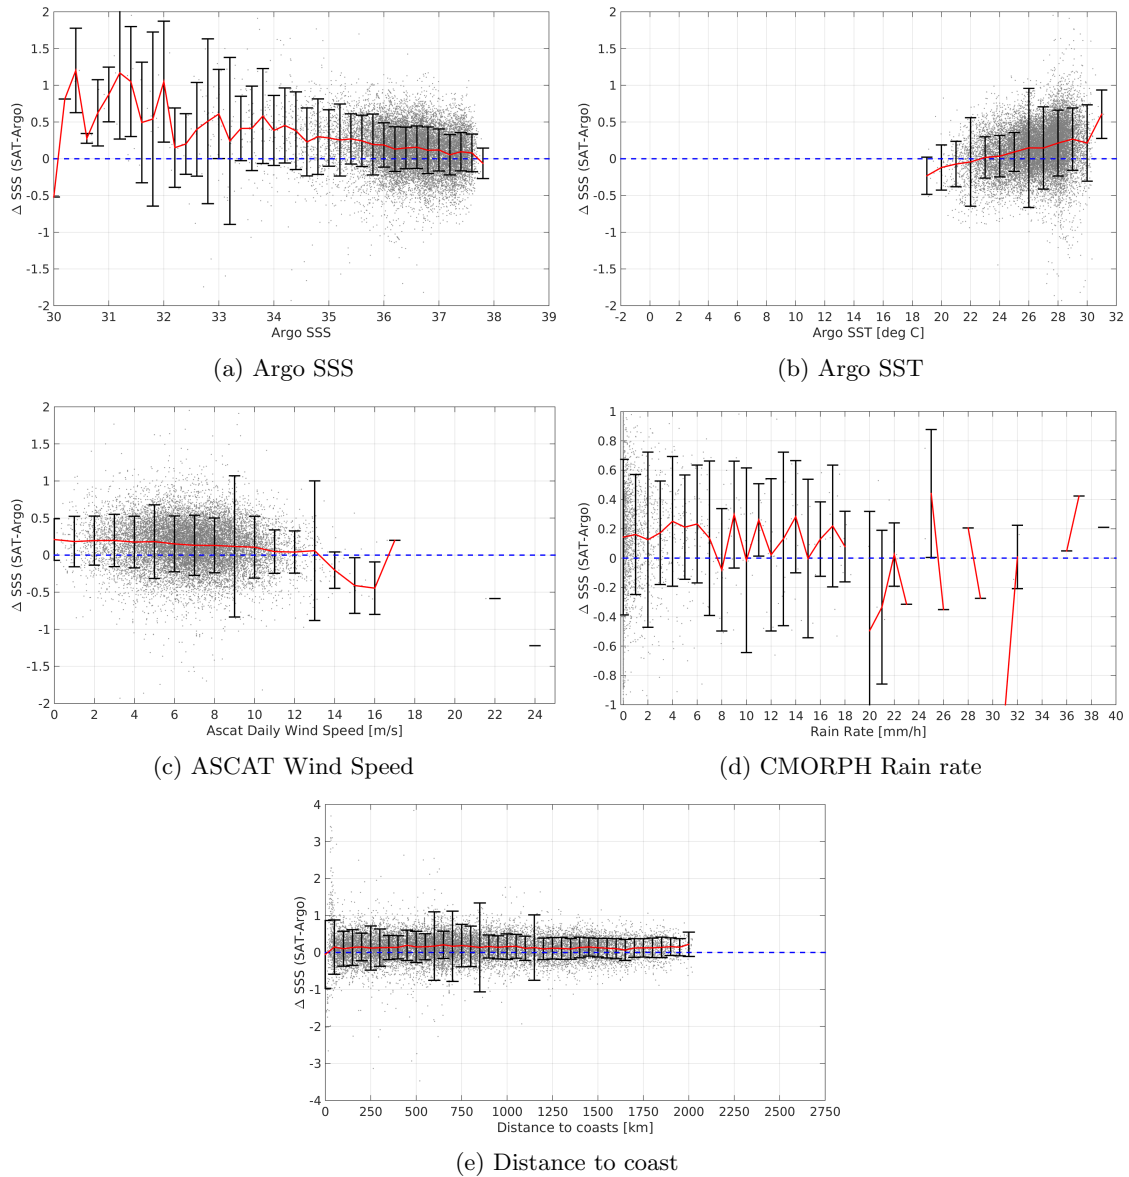 2
1.5
1
0.5
0
-0.5
-1
-1.5
-2
Δ SSS (SAT-Argo)
30 31 32 33 34 35 36 37 38 39
Argo SSS
(a) Argo SSS
2
1.5
1
0.5
0
-0.5
-1
-1.5
-2
Δ SSS (SAT-Argo)
-2 0 2 4 6 8 10 12 14 16 18 20 22 24 26 28 30 32
Argo SST [deg C]
(b) Argo SST
2
1.5
1
0.5
0
-0.5
-1
-1.5
-2
Δ SSS (SAT-Argo)
0 2 4 6 8 10 12 14 16 18 20 22 24
Ascat Daily Wind Speed [m/s]
(c) ASCAT Wind Speed
1
0.8
0.6
0.4
0.2
0
-0.2
-0.4
-0.6
-0.8
-1
Δ SSS (SAT-Argo)
0 2 4 6 8 10 12 14 16 18 20 22 24 26 28 30 32 34 36 38 40
Rain Rate [mm/h]
(d) CMORPH Rain rate
4
3
2
1
0
-1
-2
-3
-4
Δ SSS (SAT-Argo)
0 250 500 750 1000 1250 1500 1750 2000 2250 2500 2750
Distance to coasts [km]
(e) Distance to coast